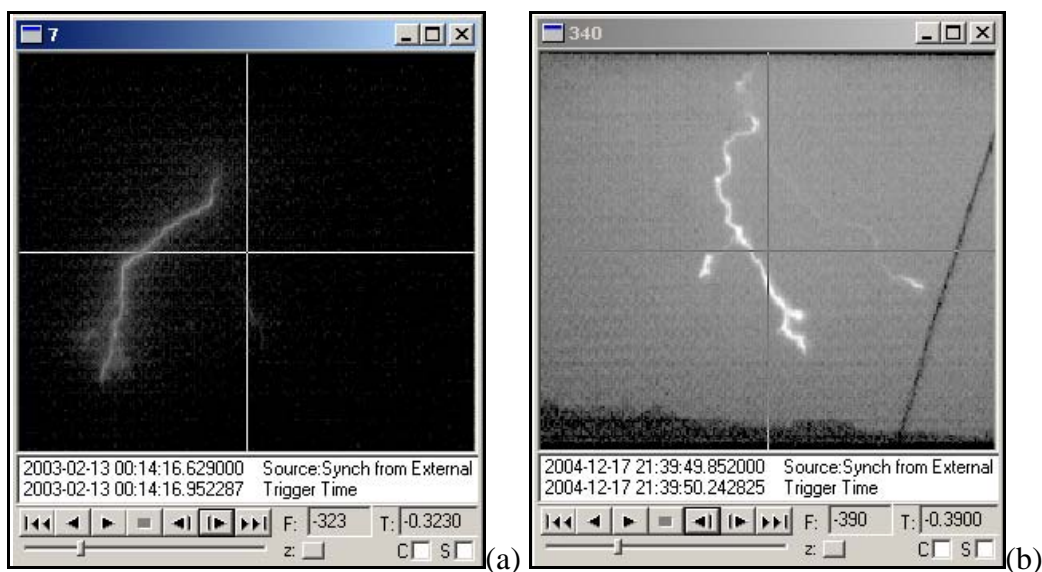 7
2003-02-13 00:14:16.629000 Source:Synch from External
2003-02-13 00:14:16.952287 Trigger Time
F: -323 T: -0.3230
z: C S
(a)
340
2004-12-17 21:39:49.852000 Source:Synch from External
2004-12-17 21:39:50.242825 Trigger Time
F: -390 T: -0.3900
z: C S
(b)